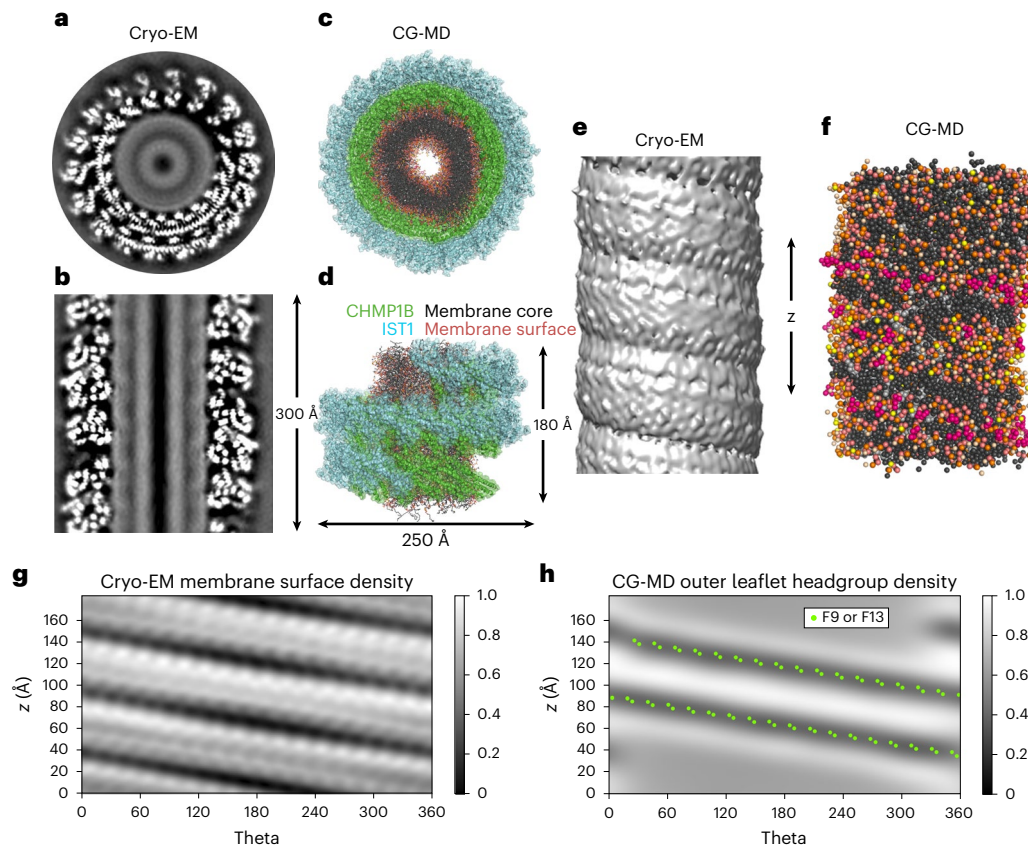 a
Cryo-EM
c
CG-MD
e
Cryo-EM
f
CG-MD
b
300 Å
d
CHMP1B Membrane core
IST1 Membrane surface
180 Å
250 Å
z
g
Cryo-EM membrane surface density
z (Å)
160
140
120
100
80
60
40
20
0
0 60 120 180 240 300 360
Theta
1.0
0.8
0.6
0.4
0.2
0
h
CG-MD outer leaflet headgroup density
F9 or F13
z (Å)
160
140
120
100
80
60
40
20
0
0 60 120 180 240 300 360
Theta
1.0
0.8
0.6
0.4
0.2
0